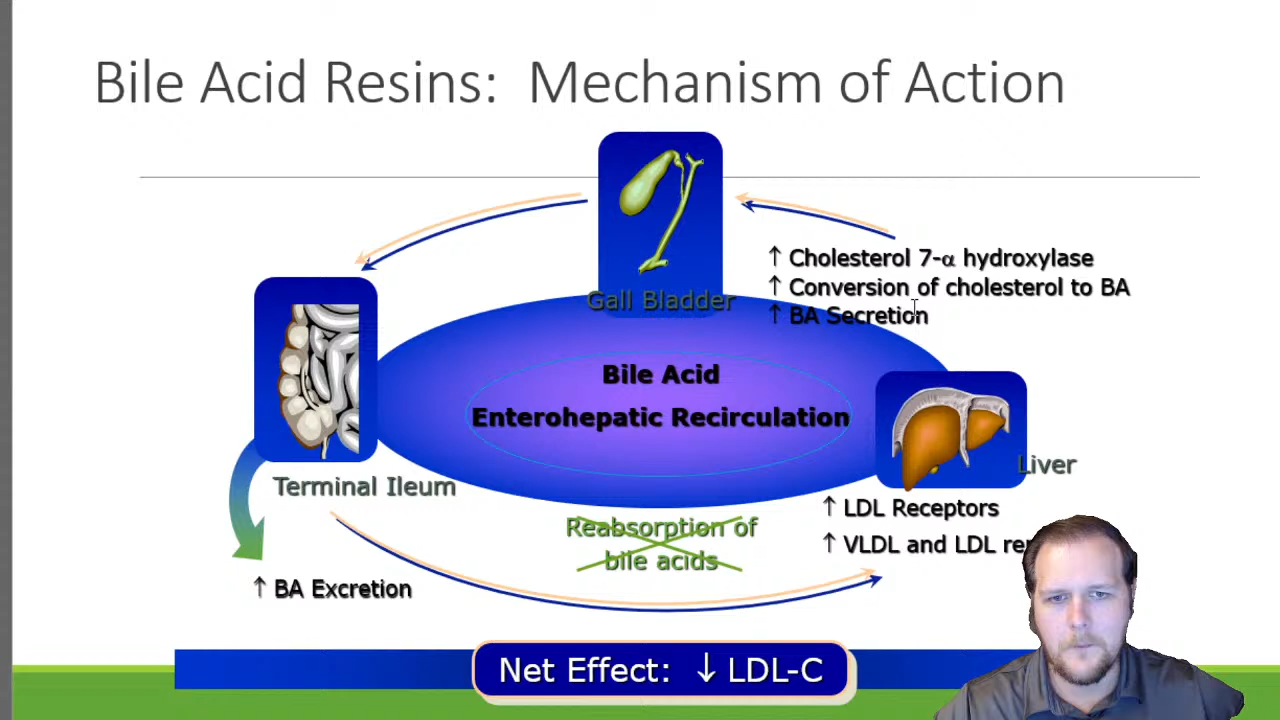 Bile Acid Resins: Mechanism of Action
↑ Cholesterol 7-α hydroxylase
↑ Conversion of cholesterol to BA
↑ BA Secretion
Gall Bladder
Bile Acid
Enterohepatic Recirculation
Liver
Terminal Ileum
↑ LDL Receptors
↑ VLDL and LDL
Reabsorption of
bile acids
↑ BA Excretion
Net Effect: ↓ LDL-C